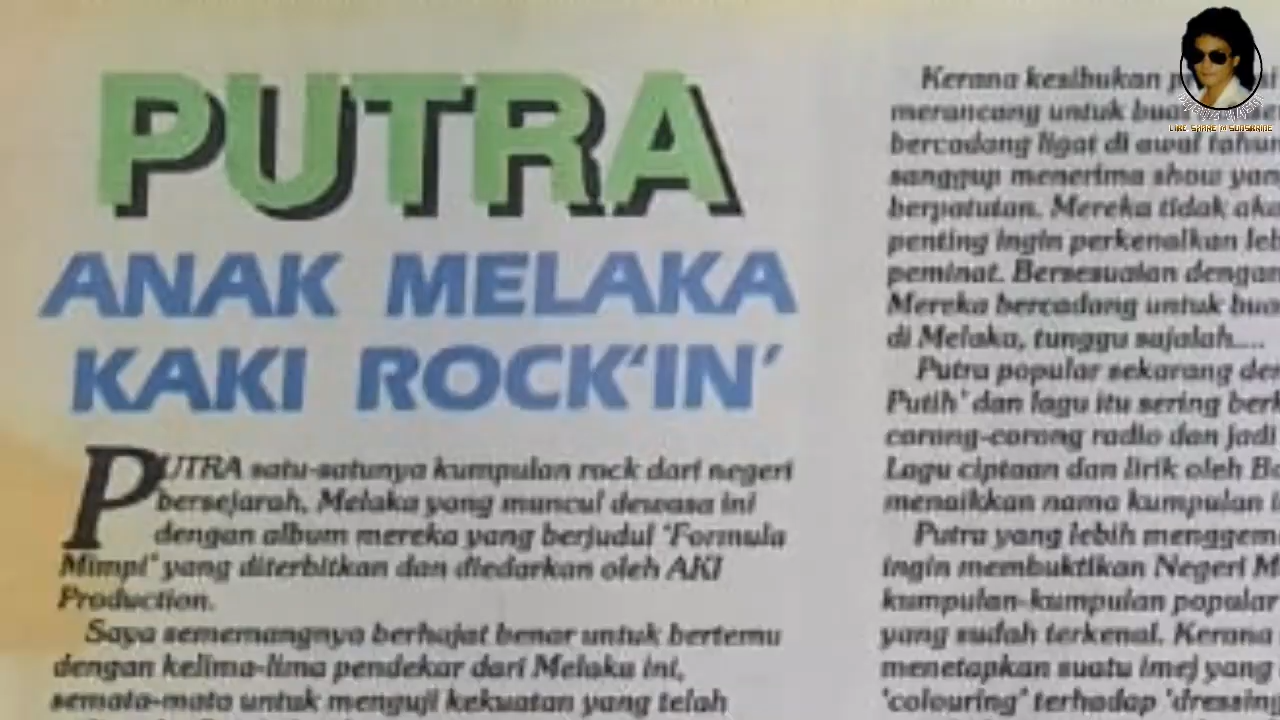 PUTRA
ANAK MELAKA
KAKI ROCK'IN'
PUTRA satu-satunya kumpulan rock dari negeri
bersejarah, Melaka yang muncul dewasa ini
dengan album mereka yang berjudul 'Formula
Mimpi' yang diterbitkan dan diedarkan oleh AKI
Production.
Saya sememangnya berhajat benar untuk bertemu
dengan kelima-lima pendekar dari Melaka ini,
semata-mata untuk menguji kekuatan yang telah
Kerana kesibukan
merancang untuk
bercadang ligat di awal
sanggup menerima show
berpatutan. Mereka tidak
penting ingin perkenalkan
peminat. Bersesuaian dengan
Mereka bercadang untuk
di Melaka, tunggu sajalah....
Putra popular sekarang
Putih' dan lagu itu sering
corong-corong radio dan jadi
Lagu ciptaan dan lirik oleh
menaikkan nama kumpulan
Putra yang lebih
ingin membuktikan Negeri
kumpulan-kumpulan popular
yang sudah terkenal. Kerana
menetapkan suatu imej yang
'colouring' terhadap 'dressing
LIKE SHARE N SUBSKRAIB